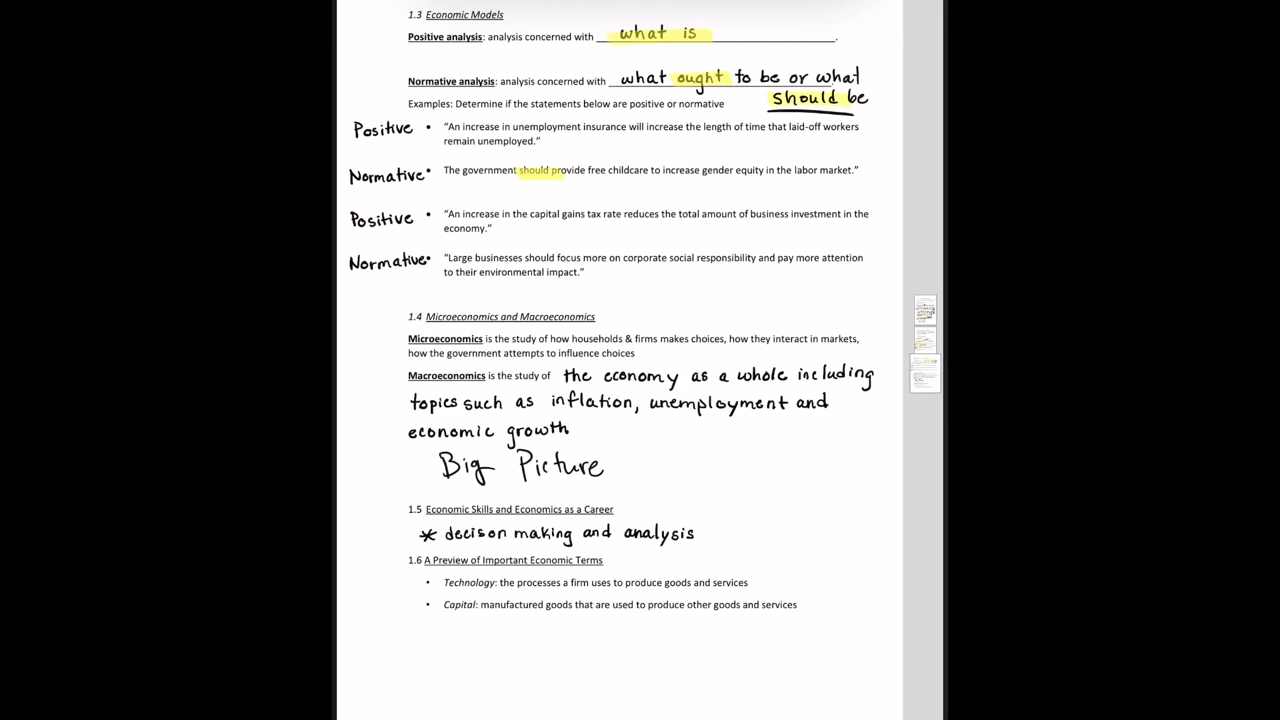 1.3 Economic Models
Positive analysis: analysis concerned with what is.
Normative analysis: analysis concerned with what ought to be or what
should be
Examples: Determine if the statements below are positive or normative
Positive • “An increase in unemployment insurance will increase the length of time that laid-off workers
remain unemployed.”
Normative • The government should provide free childcare to increase gender equity in the labor market.”
Positive • “An increase in the capital gains tax rate reduces the total amount of business investment in the
economy.”
Normative • “Large businesses should focus more on corporate social responsibility and pay more attention
to their environmental impact.”
1.4 Microeconomics and Macroeconomics
Microeconomics is the study of how households & firms makes choices, how they interact in markets,
how the government attempts to influence choices
Macroeconomics is the study of the economy as a whole including
topics such as inflation, unemployment and
economic growth
Big Picture
1.5 Economic Skills and Economics as a Career
* decison making and analysis
1.6 A Preview of Important Economic Terms
• Technology: the processes a firm uses to produce goods and services
• Capital: manufactured goods that are used to produce other goods and services